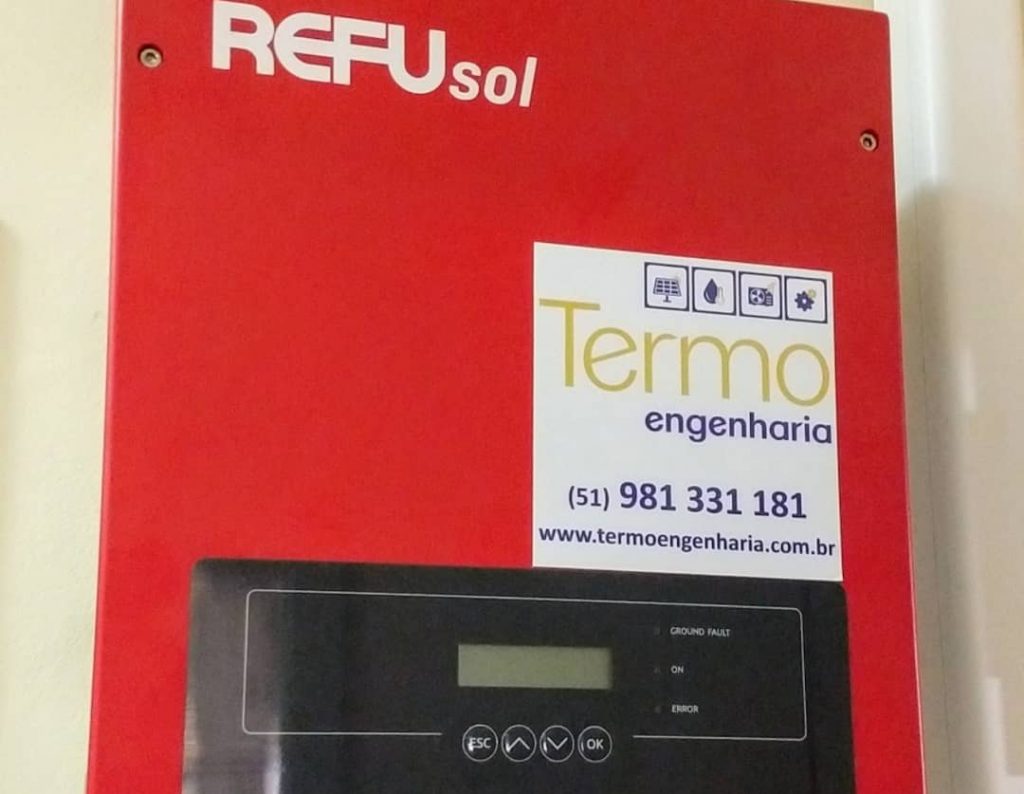 REFUsol
Termo
engenharia
(51) 981 331 181
www.termoengenharia.com.br
GROUND FAULT
ON
ERROR
ESC OK